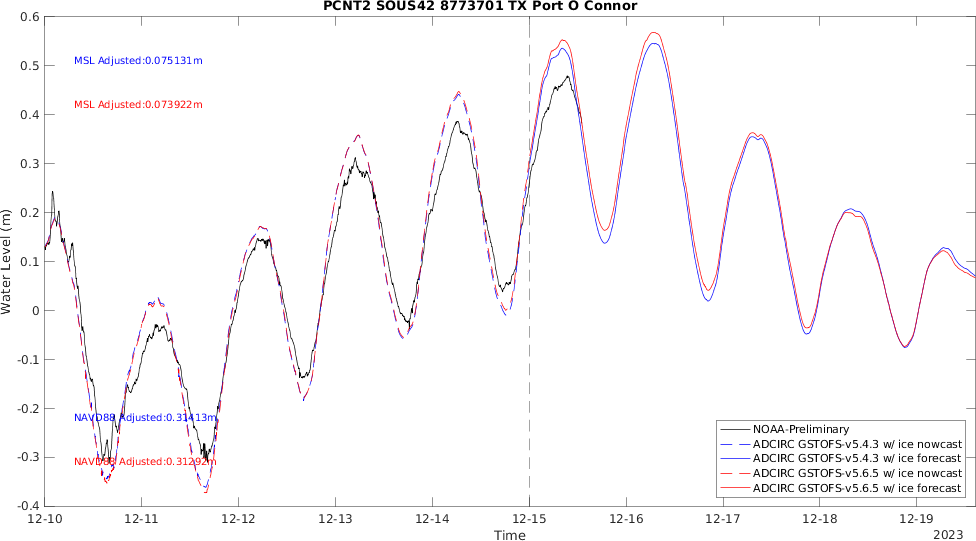 PCNT2 SOUS42 8773701 TX Port O Connor
0.6
0.5
0.4
0.3
0.2
0.1
0
-0.1
-0.2
-0.3
-0.4
Water Level (m)
MSL Adjusted:0.075131m
MSL Adjusted:0.073922m
NAVD88 Adjusted:0.31413m
NAVD88 Adjusted:0.31292m
NOAA-Preliminary
ADCIRC GSTOFS-v5.4.3 w/ ice nowcast
ADCIRC GSTOFS-v5.4.3 w/ ice forecast
ADCIRC GSTOFS-v5.6.5 w/ ice nowcast
ADCIRC GSTOFS-v5.6.5 w/ ice forecast
12-10 12-11 12-12 12-13 12-14 12-15 12-16 12-17 12-18 12-19
Time
2023